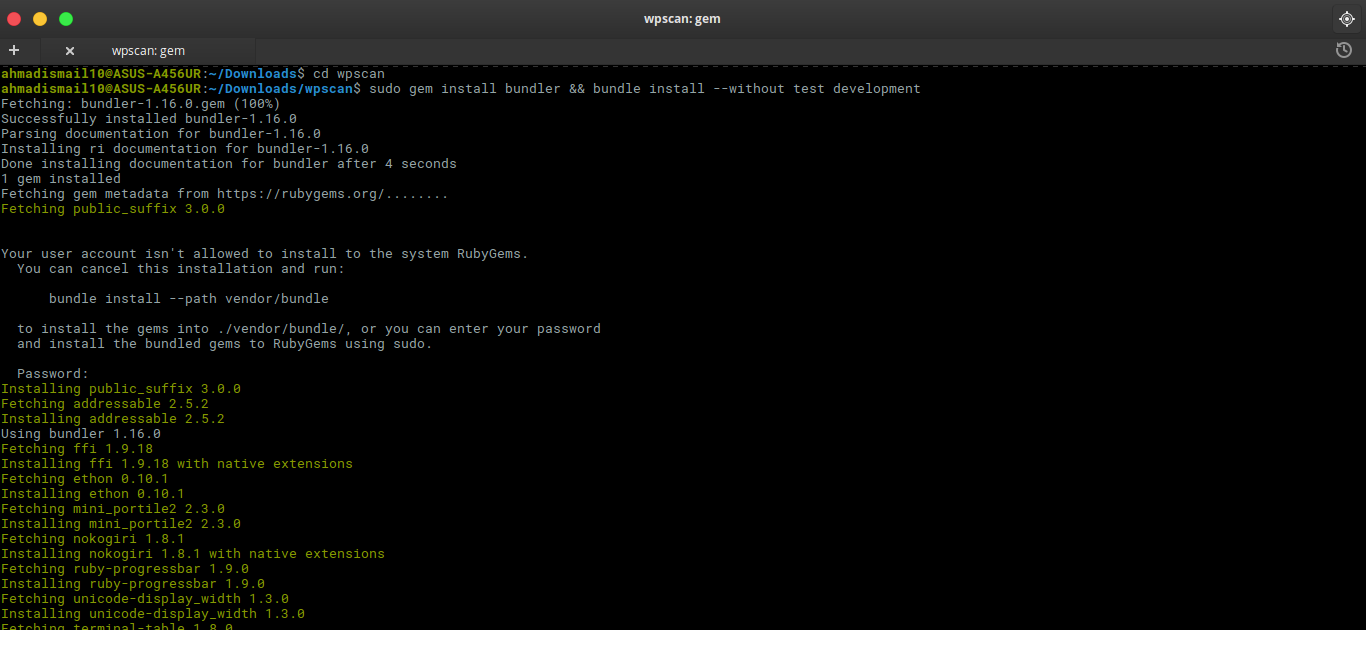 wpscan: gem
+ × wpscan: gem
ahmadismail10@ASUS-A456UR:~/Downloads$ cd wpscan
ahmadismail10@ASUS-A456UR:~/Downloads/wpscan$ sudo gem install bundler && bundle install --without test development
Fetching: bundler-1.16.0.gem (100%)
Successfully installed bundler-1.16.0
Parsing documentation for bundler-1.16.0
Installing ri documentation for bundler-1.16.0
Done installing documentation for bundler after 4 seconds
1 gem installed
Fetching gem metadata from https://rubygems.org/........
Fetching public_suffix 3.0.0
Your user account isn't allowed to install to the system RubyGems.
You can cancel this installation and run:
bundle install --path vendor/bundle
to install the gems into ./vendor/bundle/, or you can enter your password
and install the bundled gems to RubyGems using sudo.
Password:
Installing public_suffix 3.0.0
Fetching addressable 2.5.2
Installing addressable 2.5.2
Using bundler 1.16.0
Fetching ffi 1.9.18
Installing ffi 1.9.18 with native extensions
Fetching ethon 0.10.1
Installing ethon 0.10.1
Fetching mini_portile2 2.3.0
Installing mini_portile2 2.3.0
Fetching nokogiri 1.8.1
Installing nokogiri 1.8.1 with native extensions
Fetching ruby-progressbar 1.9.0
Installing ruby-progressbar 1.9.0
Fetching unicode-display_width 1.3.0
Installing unicode-display_width 1.3.0
Fetching terminal-table 1.8.0